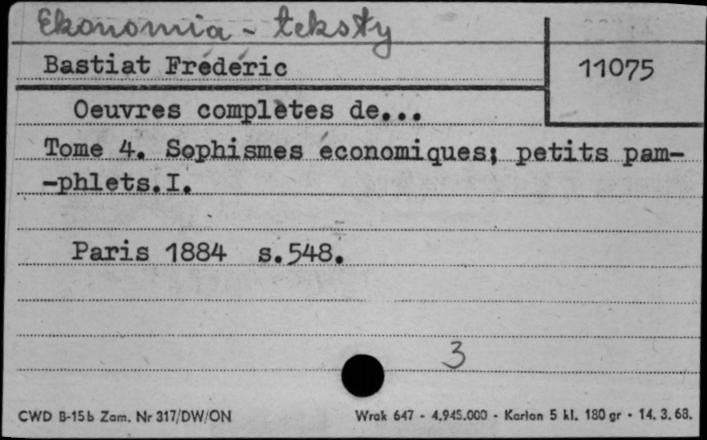 Ekonomia - teksty
Bastiat Fréderic
11075
Oeuvres complètes de...
Tome 4. Sophismes économiques; petits pam-
-phlets.I.
Paris 1884 s.548.
3
CWD B-15b Zam. Nr 317/DW/ON
Wrak 647 - 4.945.000 - Karton 5 kl. 180 gr - 14.3.68.